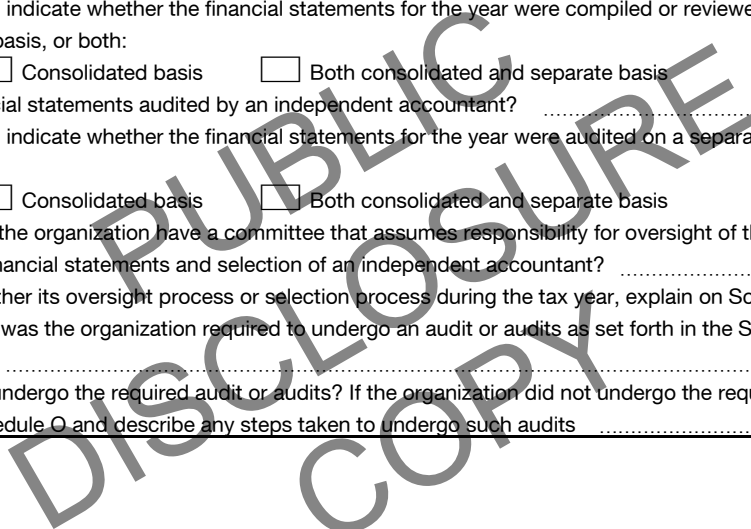 indicate whether the financial statements for the year were compiled or reviewe
basis, or both:
Consolidated basis Both consolidated and separate basis
cial statements audited by an independent accountant?
indicate whether the financial statements for the year were audited on a separa
Consolidated basis Both consolidated and separate basis
the organization have a committee that assumes responsibility for oversight of th
nancial statements and selection of an independent accountant?
ther its oversight process or selection process during the tax year, explain on Sc
was the organization required to undergo an audit or audits as set forth in the S
undergo the required audit or audits? If the organization did not undergo the requ
edule O and describe any steps taken to undergo such audits
PUBLIC
DISCLOSURE
COPY